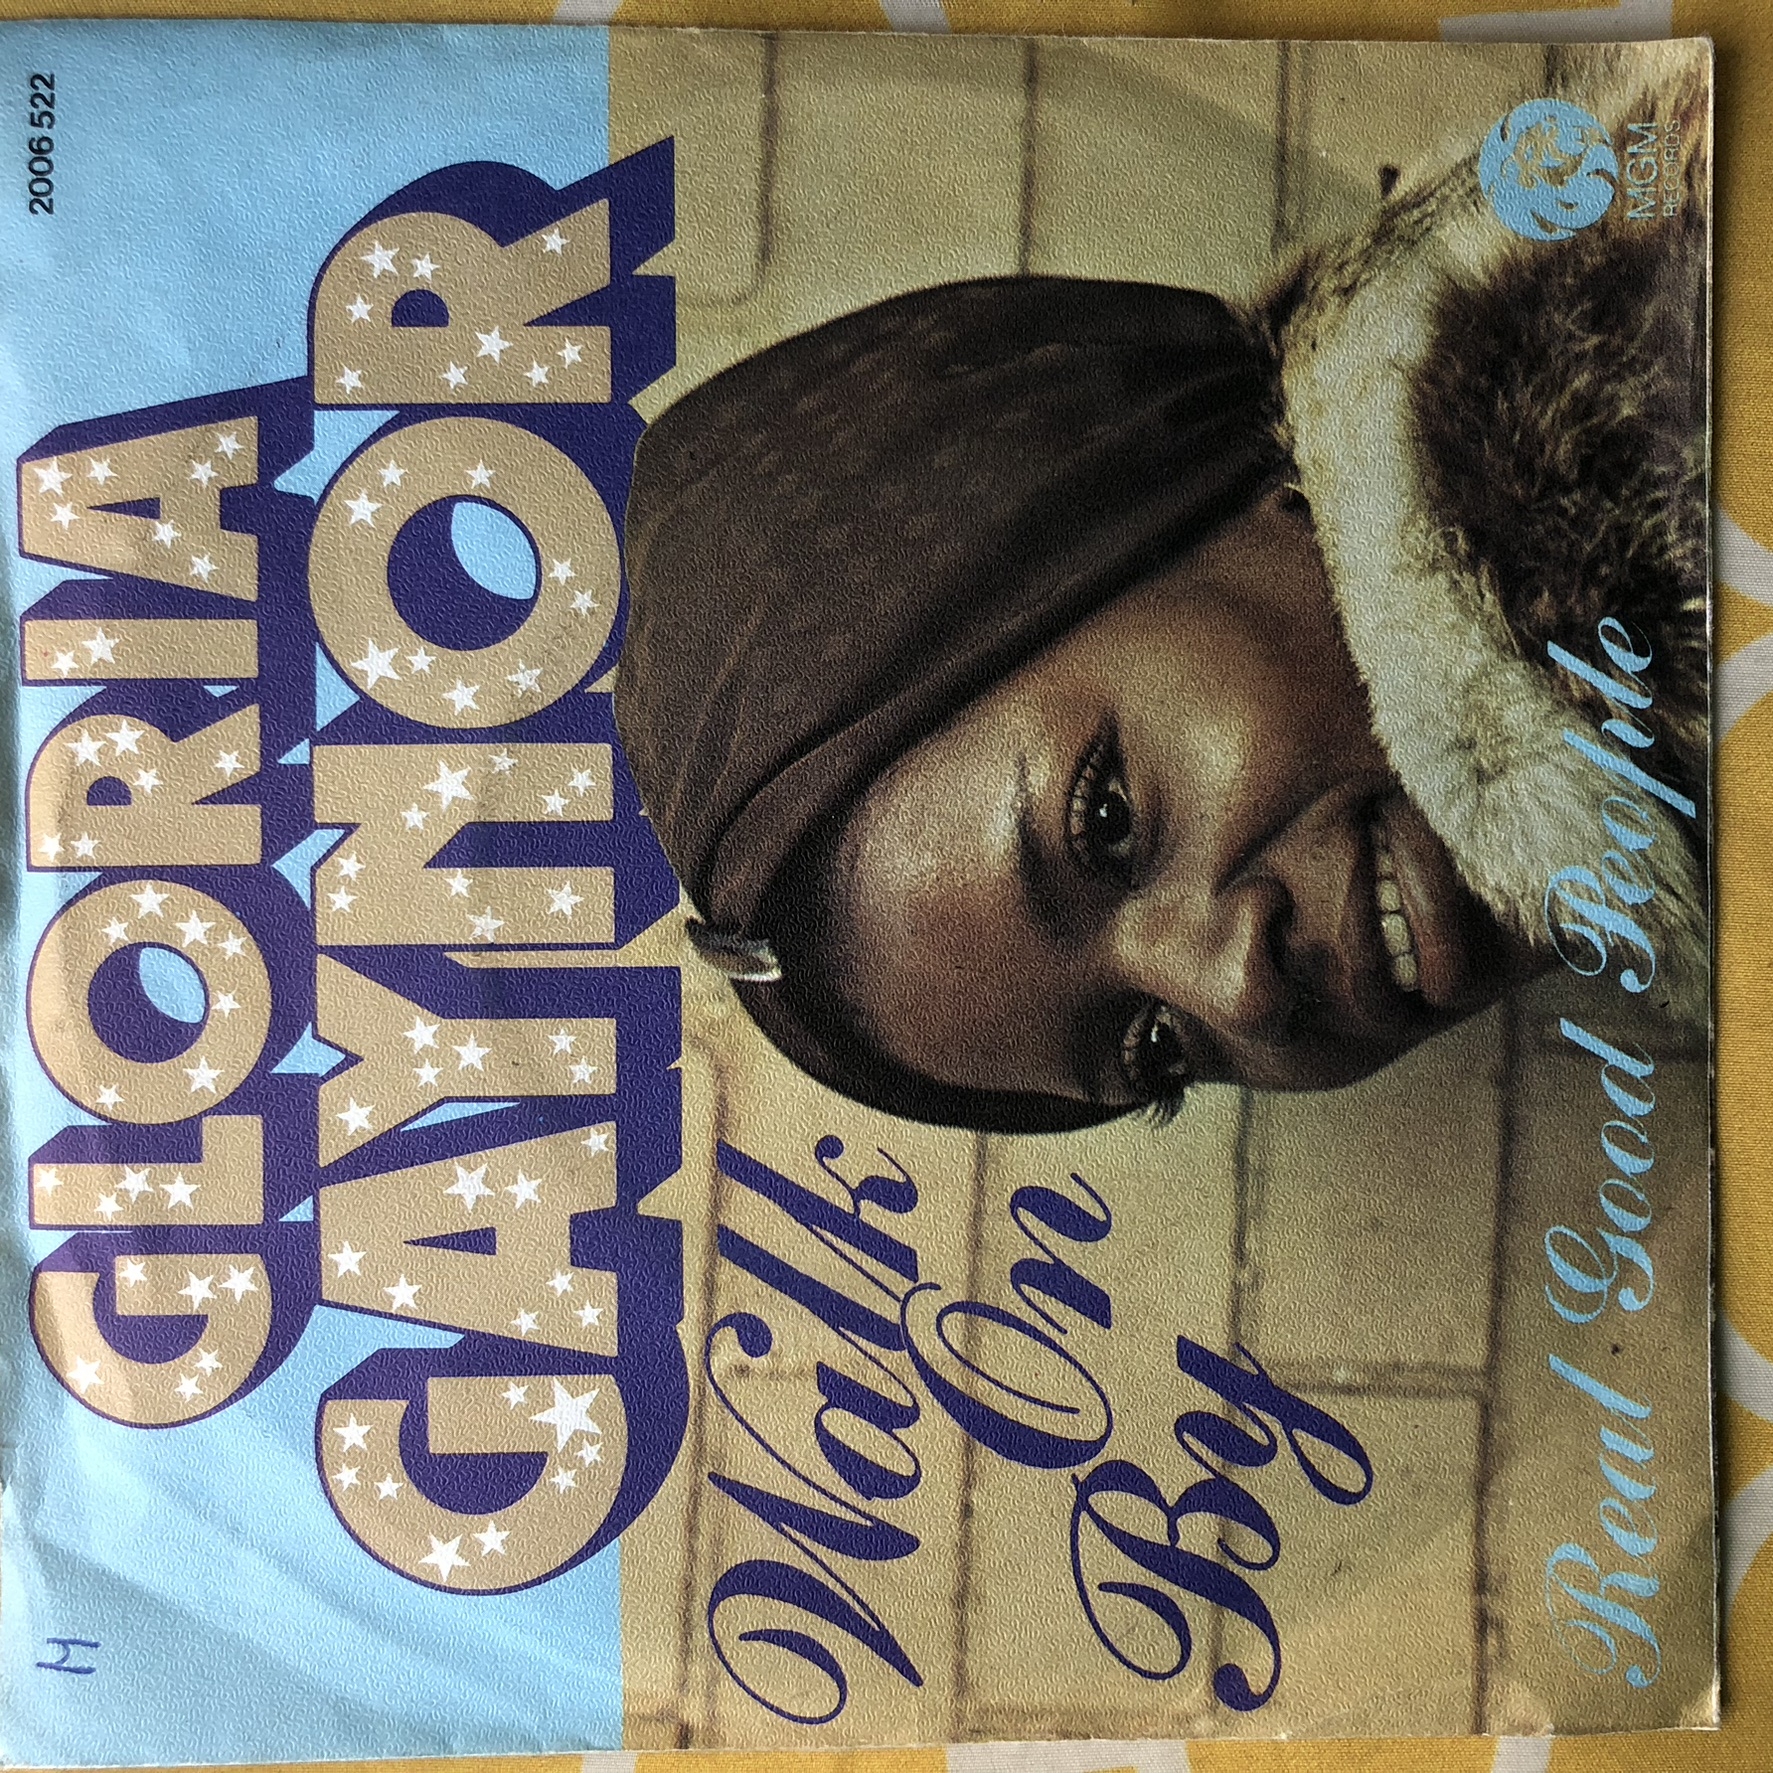 2006 522
GLORIA
GAYNOR
Walk
On
By
Real Good People
MGM
RECORDS